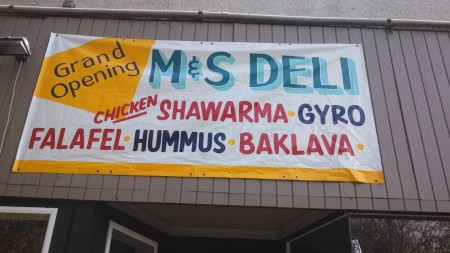 Grand
Opening
M&S DELI
CHICKEN SHAWARMA · GYRO
FALAFEL · HUMMUS · BAKLAVA ·